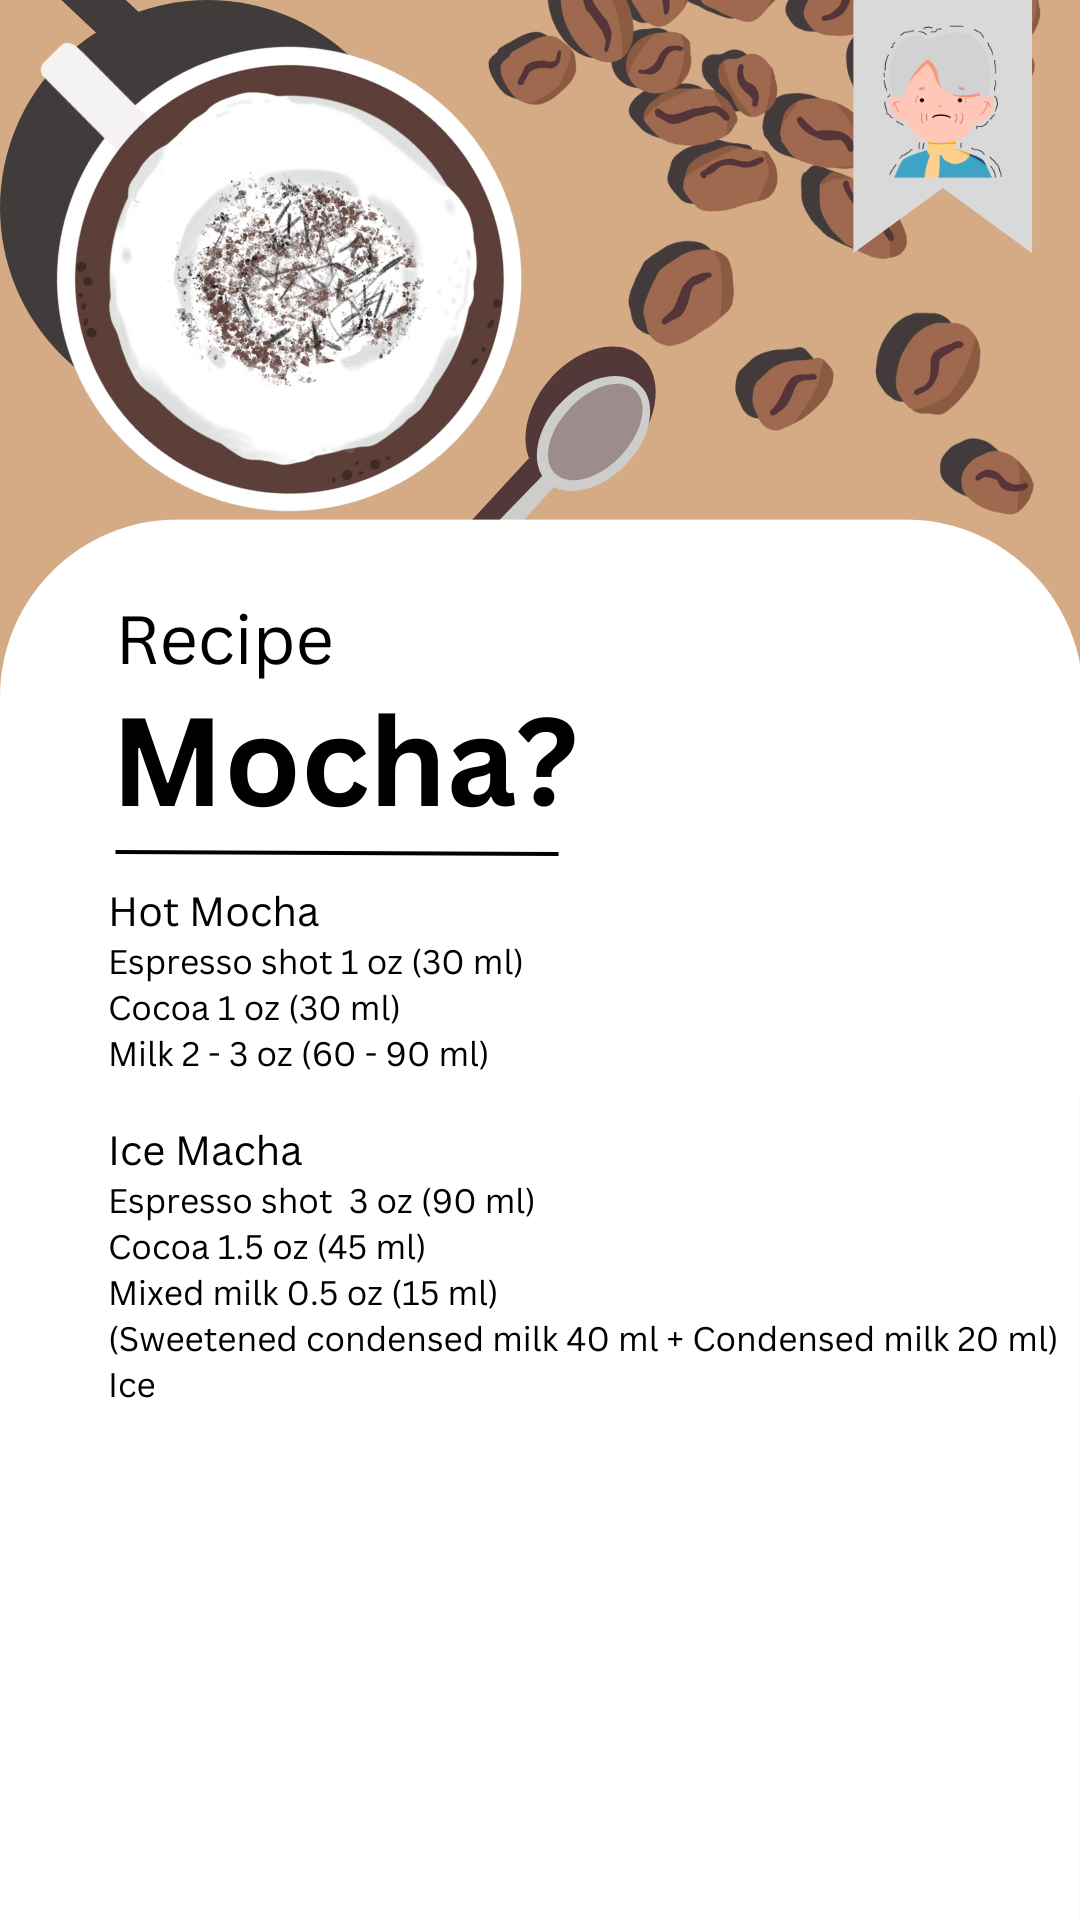 Recipe
Mocha?
Hot Mocha
Espresso shot 1 oz (30 ml)
Cocoa 1 oz (30 ml)
Milk 2 - 3 oz (60 - 90 ml)
Ice Macha
Espresso shot  3 oz (90 ml)
Cocoa 1.5 oz (45 ml)
Mixed milk 0.5 oz (15 ml)
(Sweetened condensed milk 40 ml + Condensed milk 20 ml)
Ice